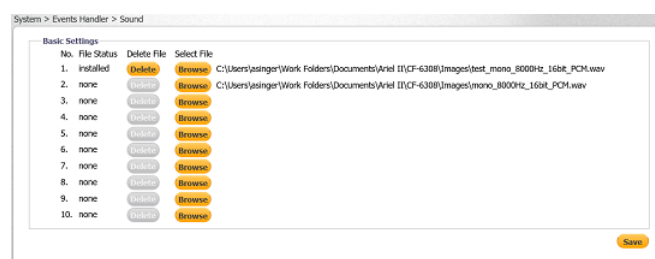 System > Events Handler > Sound
Basic Settings
No. File Status Delete File Select File
1. installed Delete Browse C:\Users\asinger\Work Folders\Documents\Ariel II\CF-6308\Images\test_mono_8000Hz_16bit_PCM.wav
2. none Delete Browse C:\Users\asinger\Work Folders\Documents\Ariel II\CF-6308\Images\mono_8000Hz_16bit_PCM.wav
3. none Delete Browse
4. none Delete Browse
5. none Delete Browse
6. none Delete Browse
7. none Delete Browse
8. none Delete Browse
9. none Delete Browse
10. none Delete Browse
Save